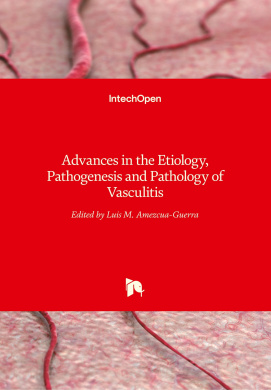 IntechOpen
Advances in the Etiology,
Pathogenesis and Pathology of
Vasculitis
Edited by Luis M. Amezcua-Guerra